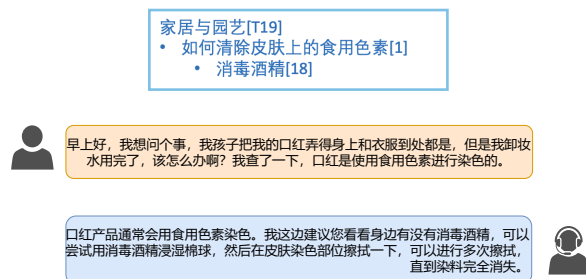 家居与园艺[T19]
• 如何清除皮肤上的食用色素[1]
• 消毒酒精[18]
早上好，我想问个事，我孩子把我的口红弄得身上和衣服到处都是，但是我卸妆
水用完了，该怎么办啊？我查了一下，口红是使用食用色素进行染色的。
口红产品通常会用食用色素染色。我这边建议您看看身边有没有消毒酒精，可以
尝试用消毒酒精浸湿棉球，然后在皮肤染色部位擦拭一下，可以进行多次擦拭，
直到染料完全消失。